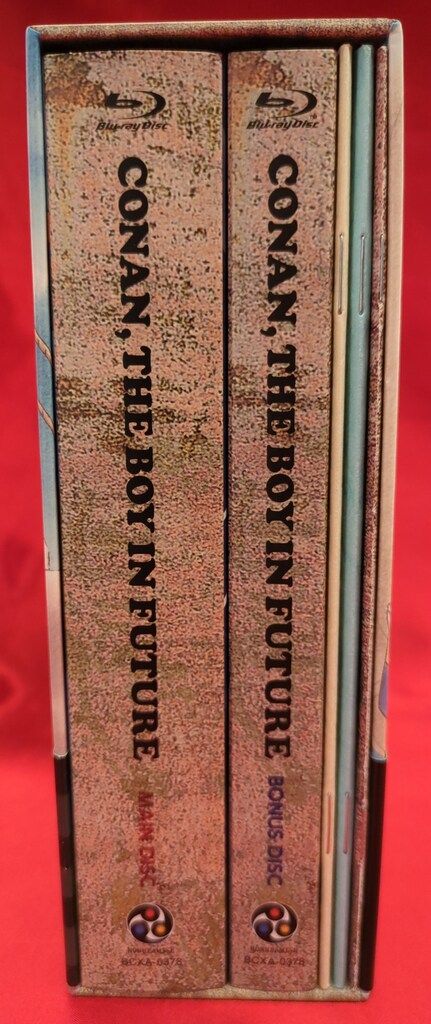 Blu-ray Disc
CONAN, THE BOY IN FUTURE
MAIN DISC
BCXA-0378
Blu-ray Disc
CONAN, THE BOY IN FUTURE
BONUS DISC
BCXA-0378